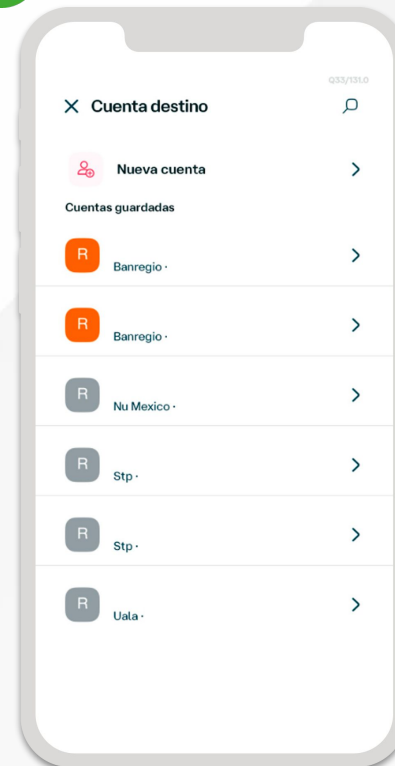 Q33/131.0
Cuenta destino
Nueva cuenta
Cuentas guardadas
R
Banregio ·
R
Banregio ·
R
Nu Mexico ·
R
Stp ·
R
Stp ·
R
Uala ·